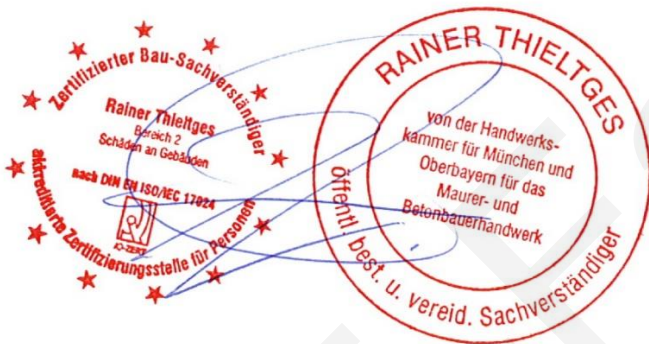 Zertifizierter Bau-Sachverständiger
Rainer Thieltges
Bereich 2
Schäden an Gebäuden
nach DIN EN ISO/IEC 17024
IQ-ZERT
akkreditierte Zertifizierungsstelle für Personen
RAINER THIELTGES
von der Handwerks-
kammer für München und
Oberbayern für das
Maurer- und
Betonbauerhandwerk
öffentl. best. u. vereid. Sachverständiger